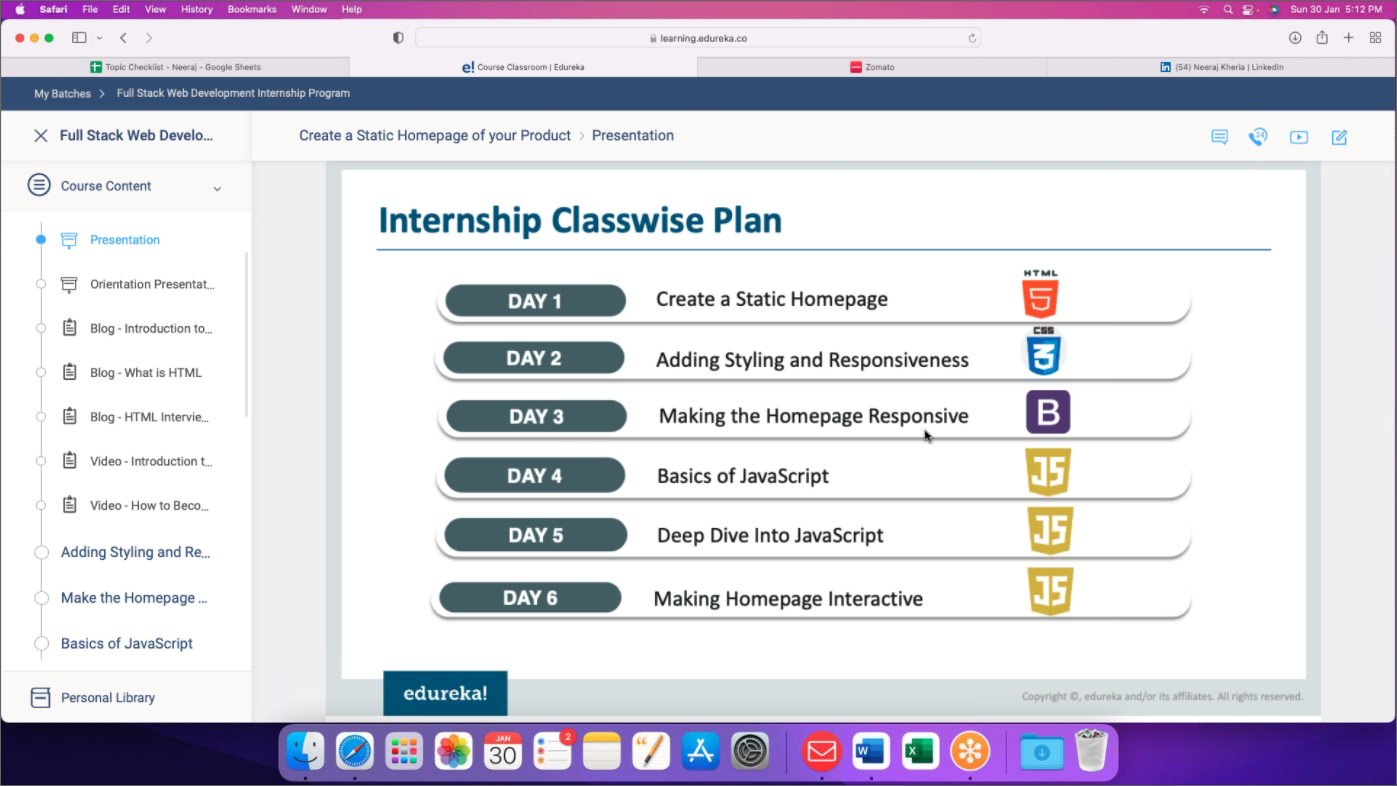 Safari File Edit View History Bookmarks Window Help Sun 30 Jan 5:12 PM
learning.edureka.co
Topic Checklist - Neeraj - Google Sheets
e! Course Classroom | Edureka
Zomato
(54) Neeraj Kheria | LinkedIn
My Batches > Full Stack Web Development Internship Program
Full Stack Web Develo...
Create a Static Homepage of your Product > Presentation
24
Course Content
Presentation
Orientation Presentat...
Blog - Introduction to...
Blog - What is HTML
Blog - HTML Intervie...
Video - Introduction t...
Video - How to Beco...
Adding Styling and Re...
Make the Homepage ...
Basics of JavaScript
Personal Library
Internship Classwise Plan
HTML
DAY 1 Create a Static Homepage 5
CSS
DAY 2 Adding Styling and Responsiveness 3
DAY 3 Making the Homepage Responsive B
DAY 4 Basics of JavaScript JS
DAY 5 Deep Dive Into JavaScript JS
DAY 6 Making Homepage Interactive JS
edureka!
Copyright ©, edureka and/or its affiliates. All rights reserved.
JAN
30
2
W
X